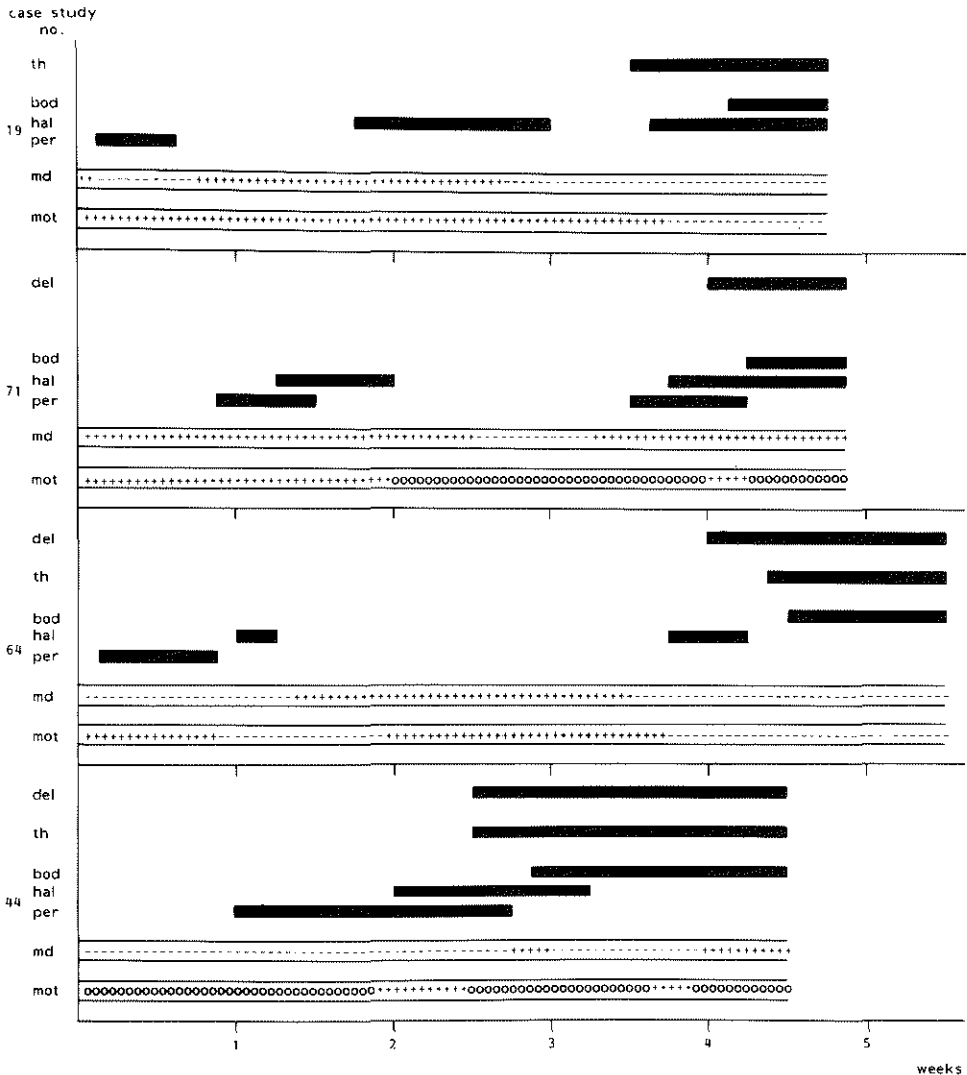 case study
no.
th
bod
19 hal
per
md
mot
del
bod
71 hal
per
md
mot
del
th
bod
64 hal
per
md
mot
del
th
bod
44 hal
per
md
mot
1 2 3 4 5
weeks